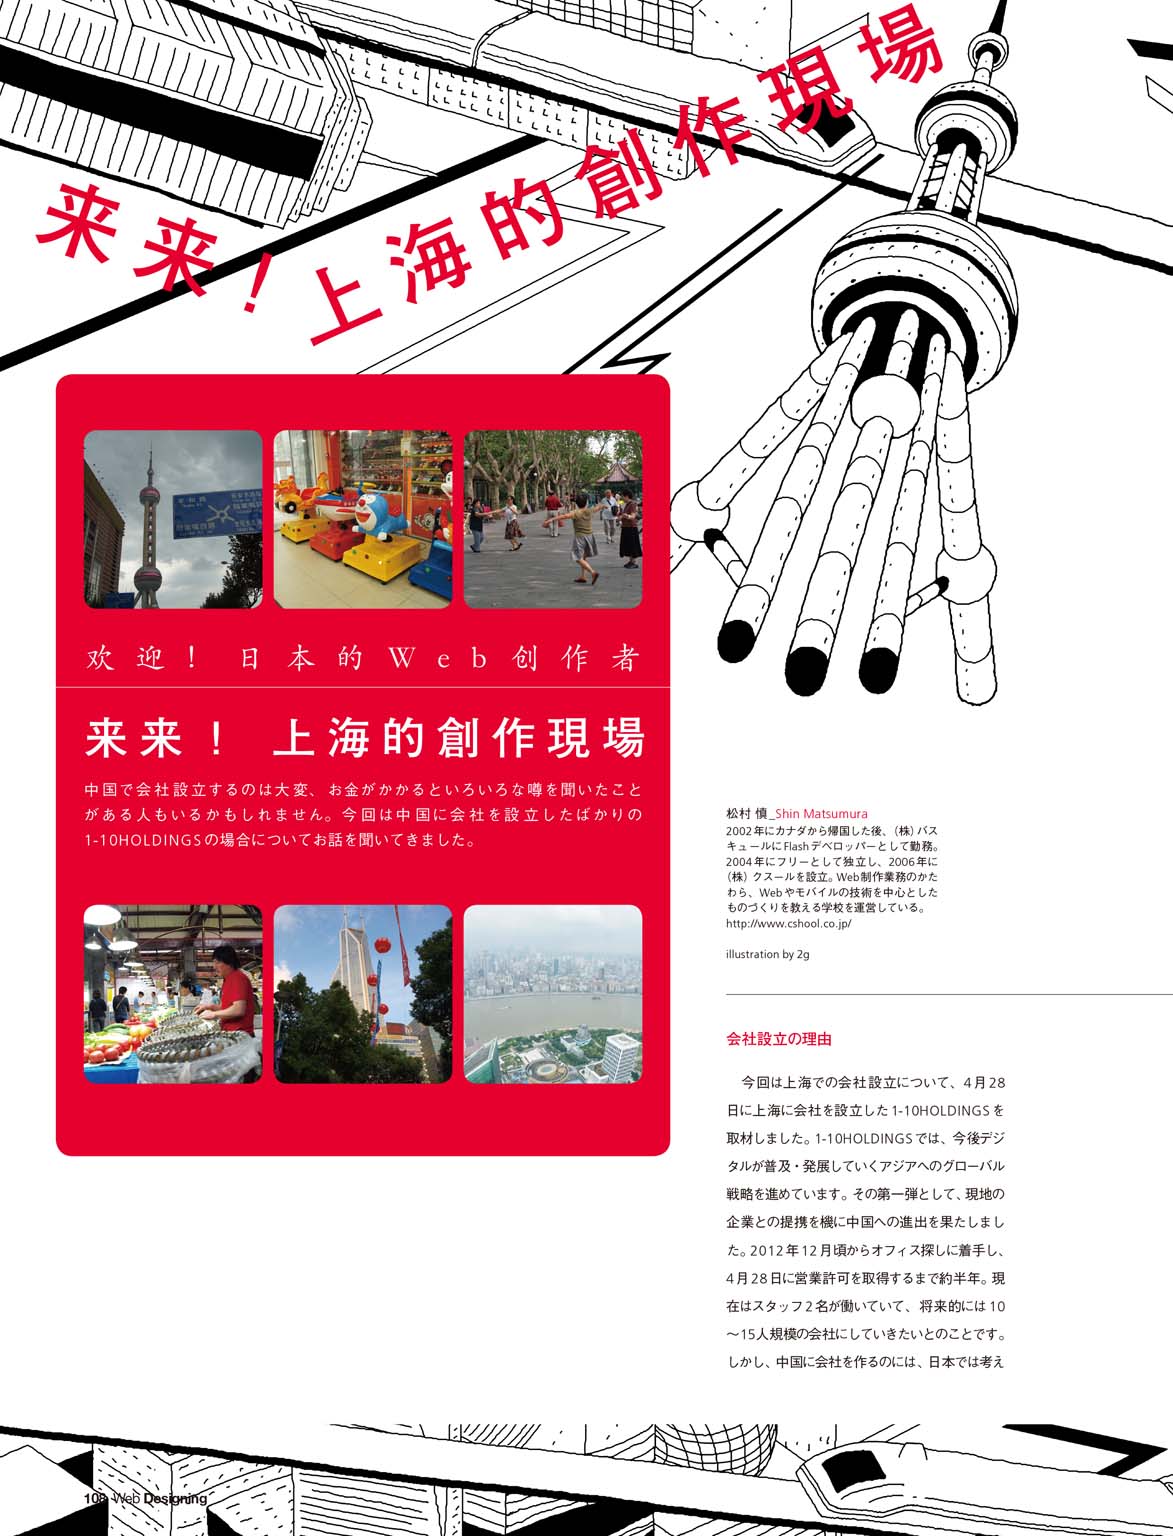 来来！上海的創作現場
欢迎！日本的Web创作者
来来！ 上海的創作現場
中国で会社設立するのは大変、お金がかかるといろいろな噂を聞いたこと
がある人もいるかもしれません。今回は中国に会社を設立したばかりの
1-10HOLDINGSの場合についてお話を聞いてきました。
松村 慎_Shin Matsumura
2002年にカナダから帰国した後、（株）バス
キュールにFlashデベロッパーとして勤務。
2004年にフリーとして独立し、2006年に
（株）クスールを設立。Web制作業務のかた
わら、Webやモバイルの技術を中心とした
ものづくりを教える学校を運営している。
http://www.cshool.co.jp/
illustration by 2g
会社設立の理由
今回は上海での会社設立について、4月28
日に上海に会社を設立した1-10HOLDINGSを
取材しました。1-10HOLDINGSでは、今後デジ
タルが普及・発展していくアジアへのグローバル
戦略を進めています。その第一弾として、現地の
企業との提携を機に中国への進出を果たしまし
た。2012年12月頃からオフィス探しに着手し、
4月28日に営業許可を取得するまで約半年。現
在はスタッフ2名が働いていて、将来的には10
〜15人規模の会社にしていきたいとのことです。
しかし、中国に会社を作るのには、日本では考え
Web Designing